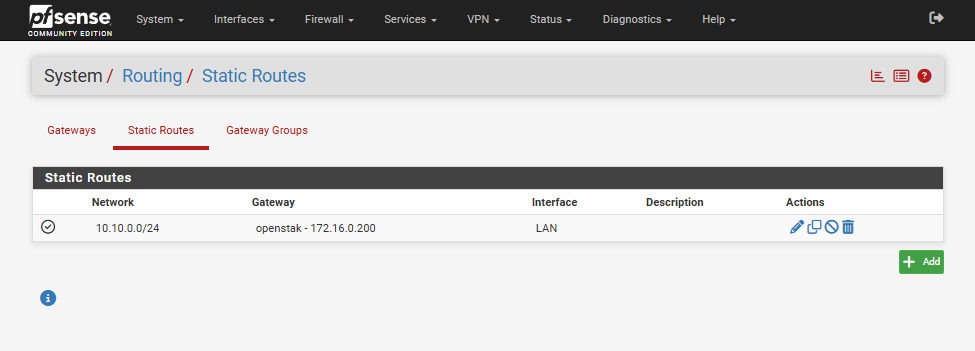 pfsense System Interfaces Firewall Services VPN Status Diagnostics Help
COMMUNITY EDITION
System / Routing / Static Routes
Gateways Static Routes Gateway Groups
Static Routes
Network Gateway Interface Description Actions
10.10.0.0/24 openstak - 172.16.0.200 LAN
Add